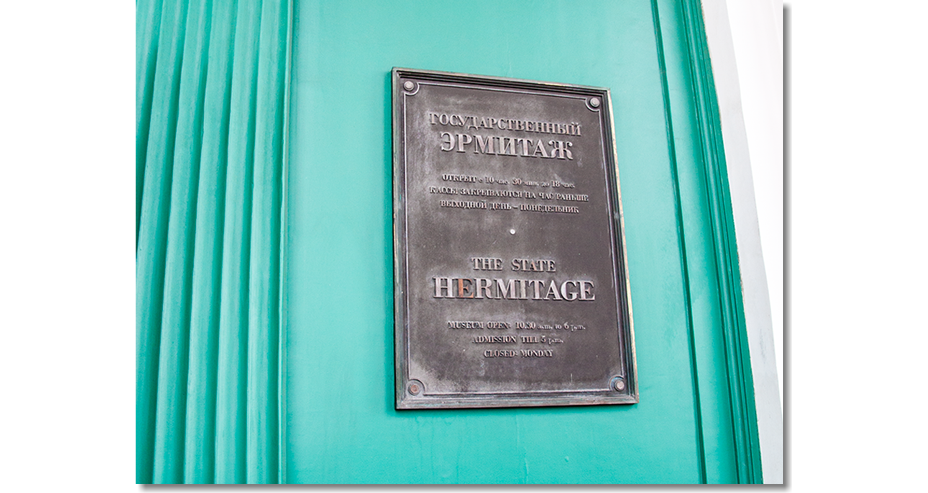 ГОСУДАРСТВЕННЫЙ
ЭРМИТАЖ
ОТКРЫТ с 10 час. 30 мин. до 18 час.
КАССЫ ЗАКРЫВАЮТСЯ НА ЧАС РАНЬШЕ
ВЫХОДНОЙ ДЕНЬ – ПОНЕДЕЛЬНИК
THE STATE
HERMITAGE
MUSEUM OPEN: 10.30 a.m. to 6 p.m.
ADMISSION TILL 5 p.m.
CLOSED: MONDAY